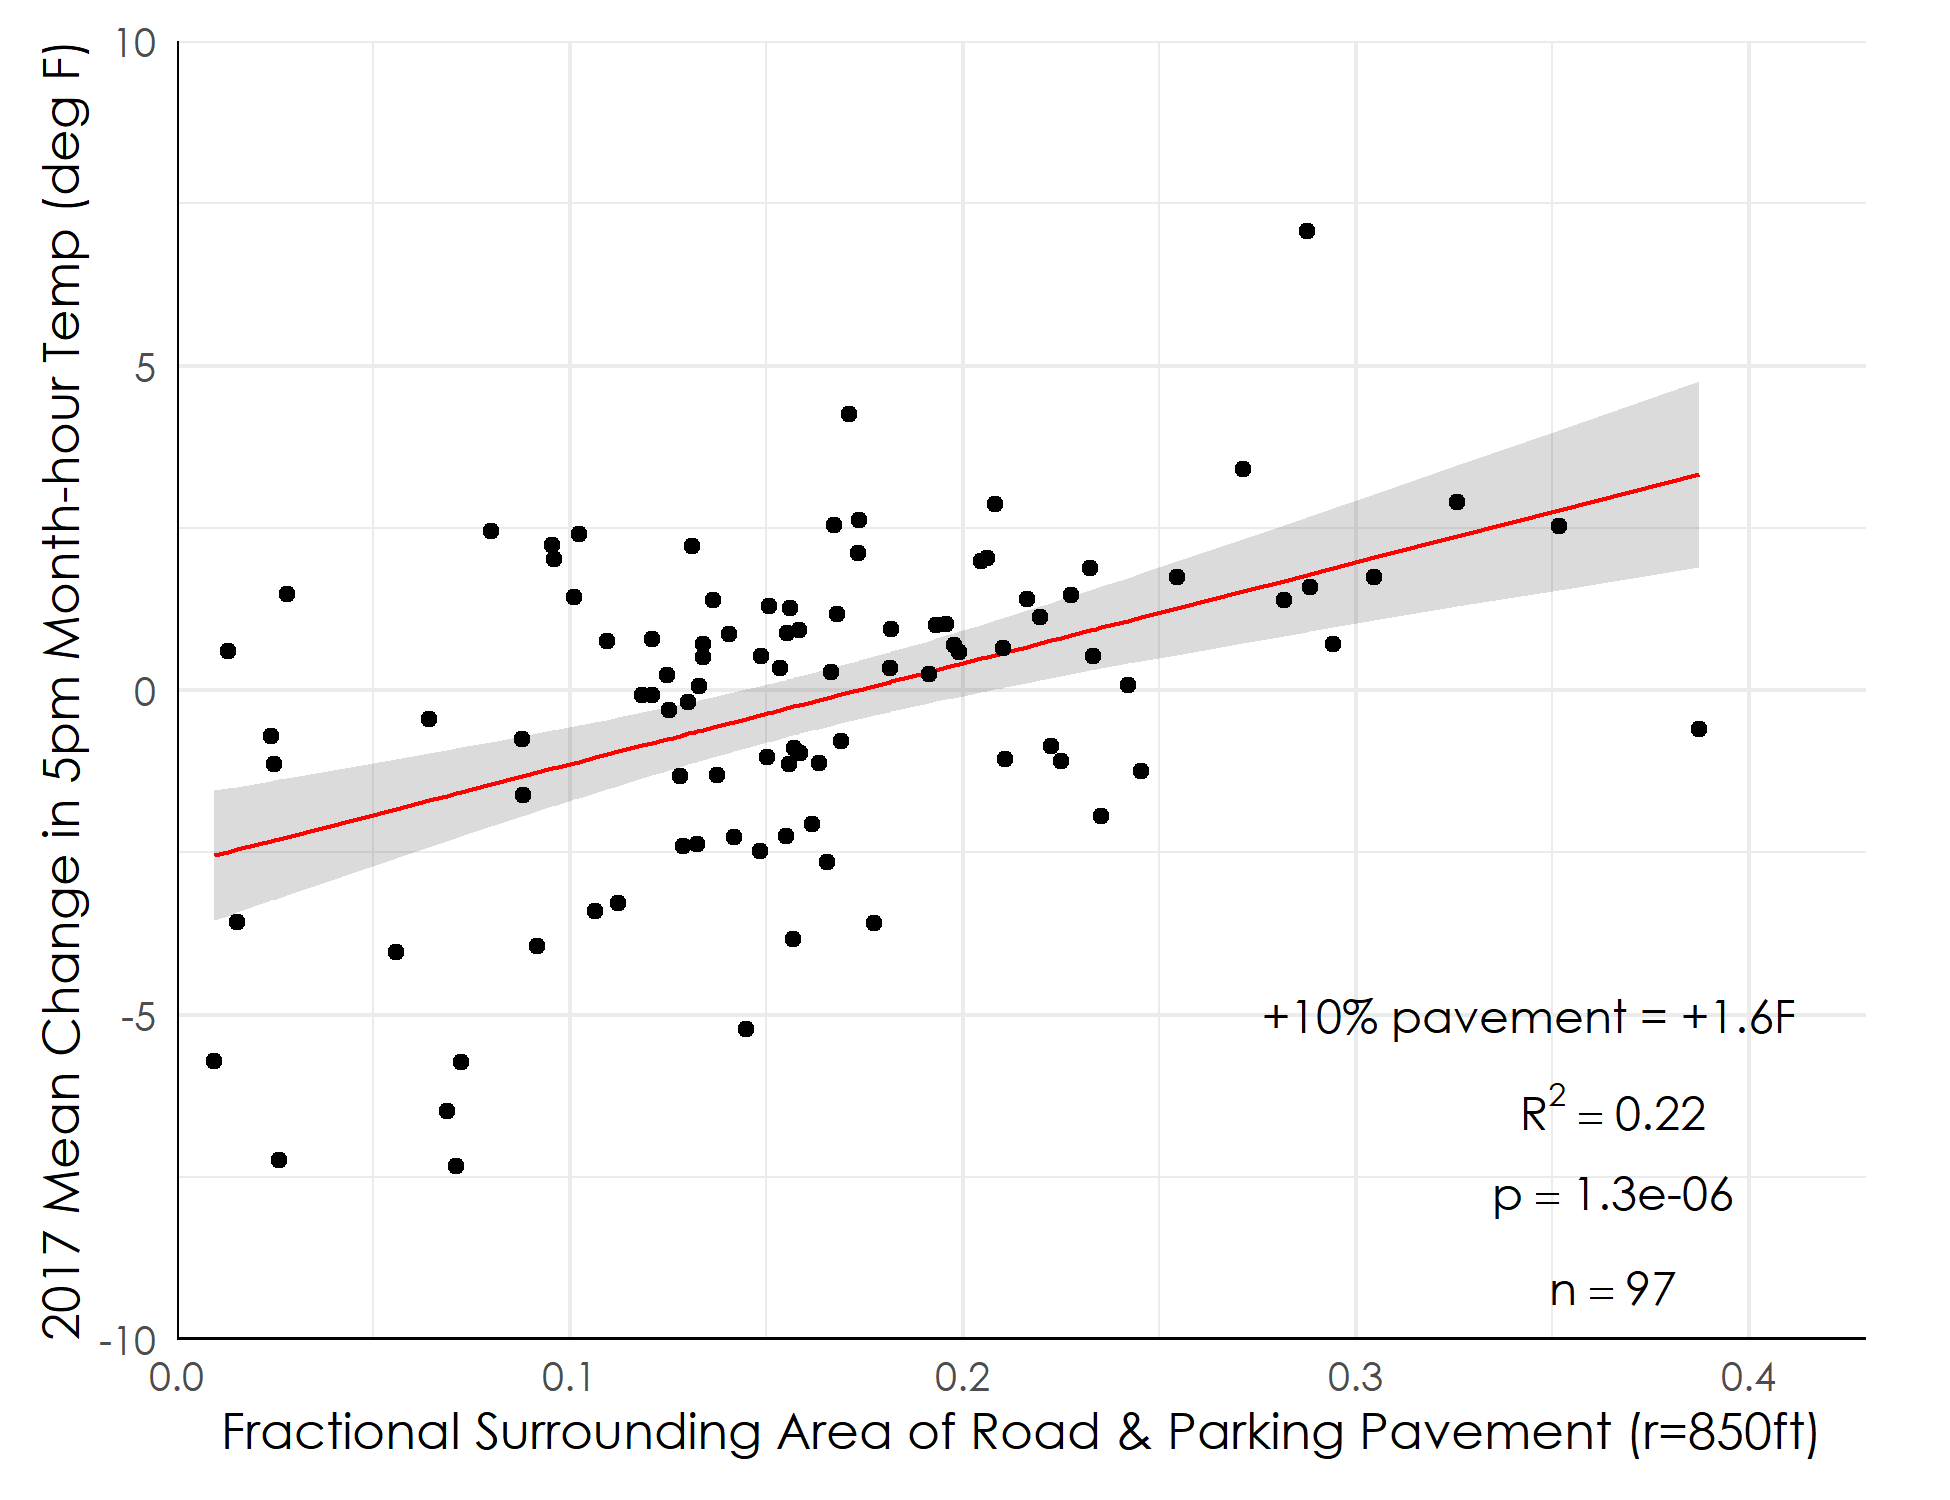 2017 Mean Change in 5pm Month-hour Temp (deg F)
10
5
0
-5
-10
+10% pavement = +1.6F
R² = 0.22
p = 1.3e-06
n = 97
0.0 0.1 0.2 0.3 0.4
Fractional Surrounding Area of Road & Parking Pavement (r=850ft)